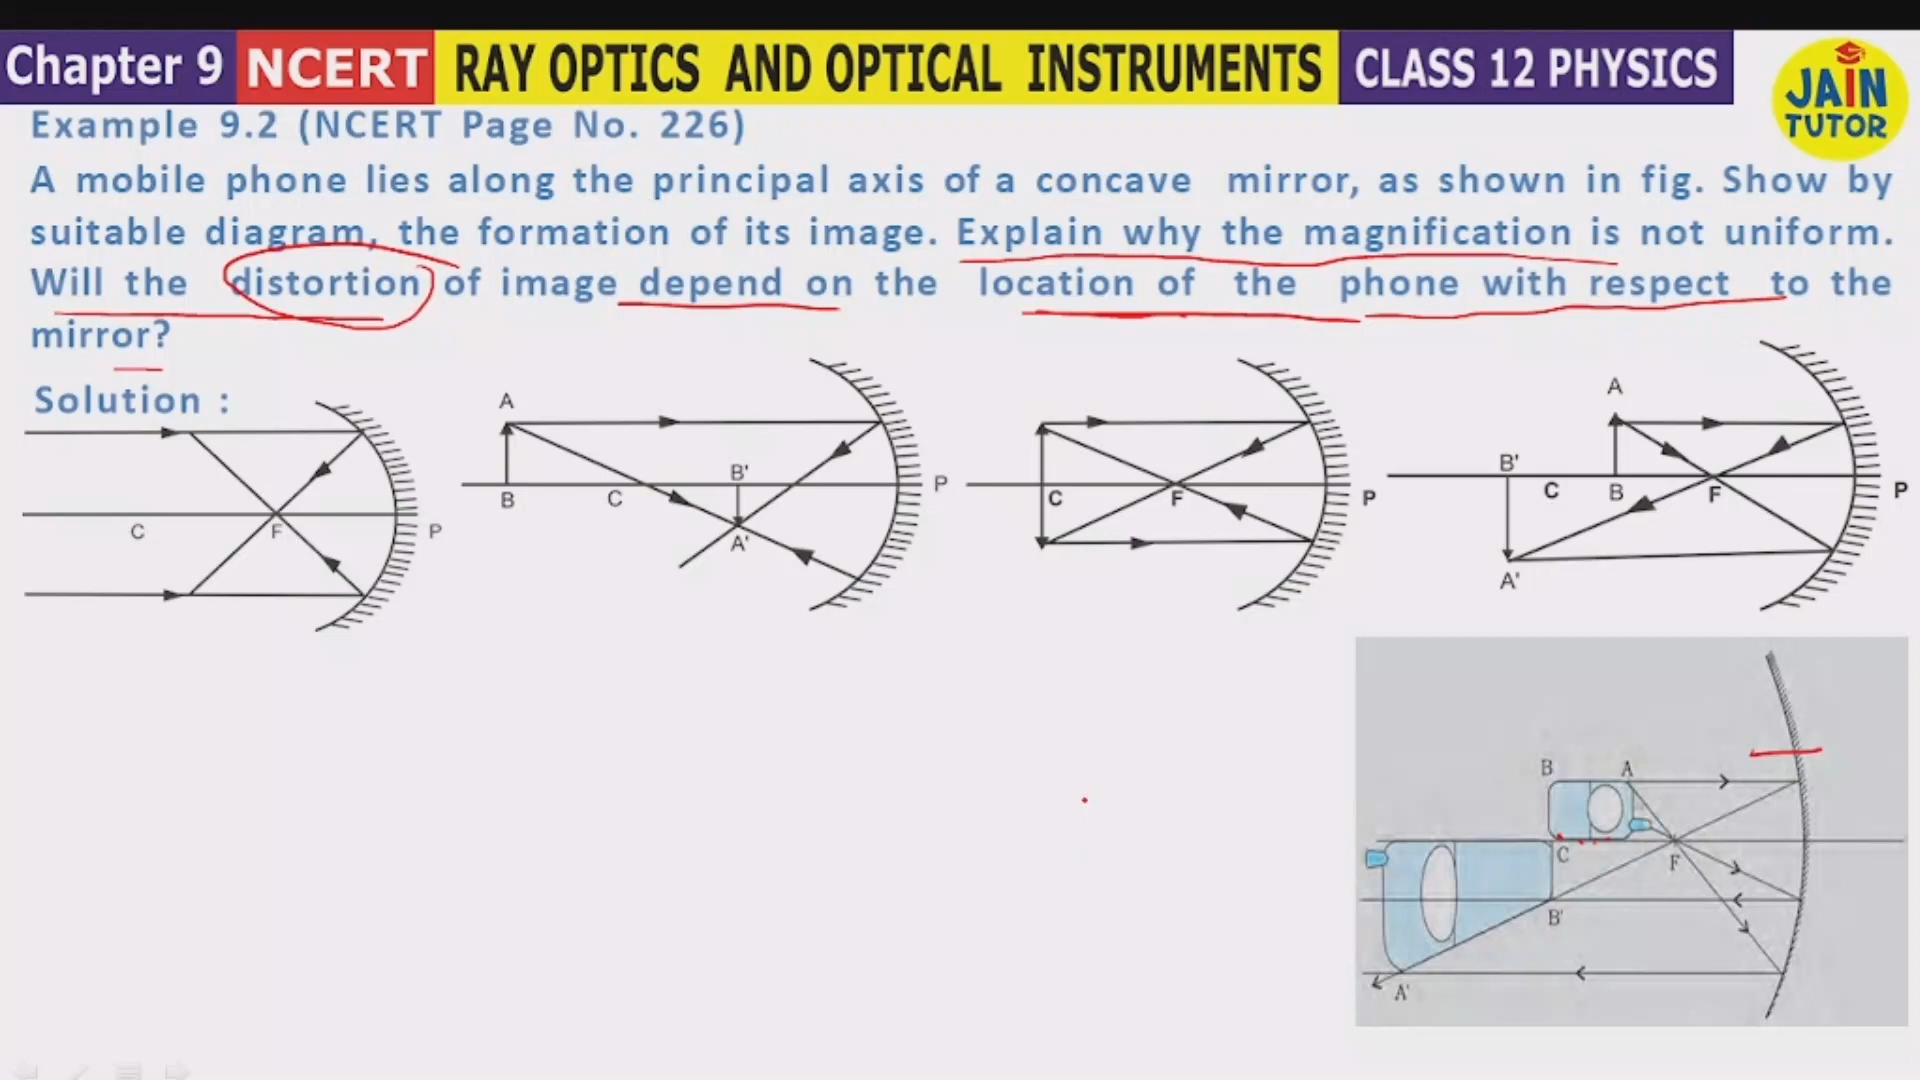 Chapter 9 NCERT RAY OPTICS AND OPTICAL INSTRUMENTS CLASS 12 PHYSICS
JAIN
TUTOR
Example 9.2 (NCERT Page No. 226)
A mobile phone lies along the principal axis of a concave mirror, as shown in fig. Show by
suitable diagram, the formation of its image. Explain why the magnification is not uniform.
Will the distortion of image depend on the location of the phone with respect to the
mirror?
Solution :
C F P
A
B C B' A' P
C F P
A
B' C B F P
A'
B A
C F
B'
A'